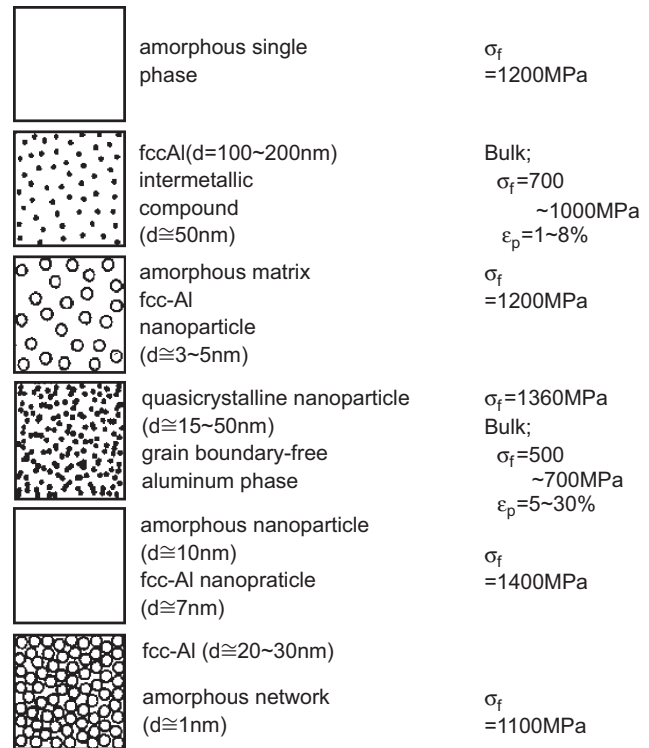 amorphous single σf
phase =1200MPa
fccAl(d=100~200nm) Bulk;
intermetallic σf=700
compound ~1000MPa
(d≅50nm) εp=1~8%
amorphous matrix σf
fcc-Al =1200MPa
nanoparticle
(d≅3~5nm)
quasicrystalline nanoparticle σf=1360MPa
(d≅15~50nm) Bulk;
grain boundary-free σf=500
aluminum phase ~700MPa
εp=5~30%
amorphous nanoparticle
(d≅10nm) σf
fcc-Al nanopraticle =1400MPa
(d≅7nm)
fcc-Al (d≅20~30nm)
amorphous network σf
(d≅1nm) =1100MPa